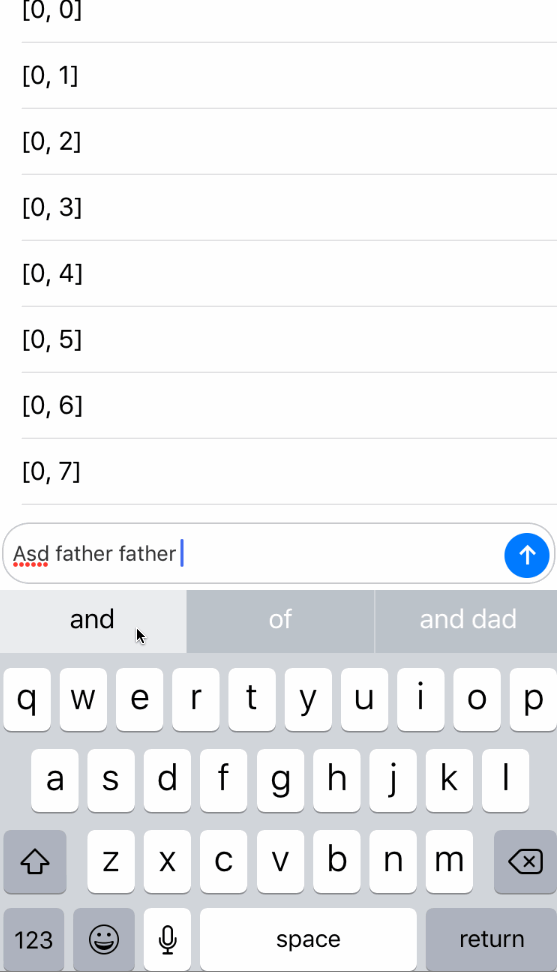 [0, 0]
[0, 1]
[0, 2]
[0, 3]
[0, 4]
[0, 5]
[0, 6]
[0, 7]
Asd father father
and of and dad
q w e r t y u i o p
a s d f g h j k l
z x c v b n m
123 space return